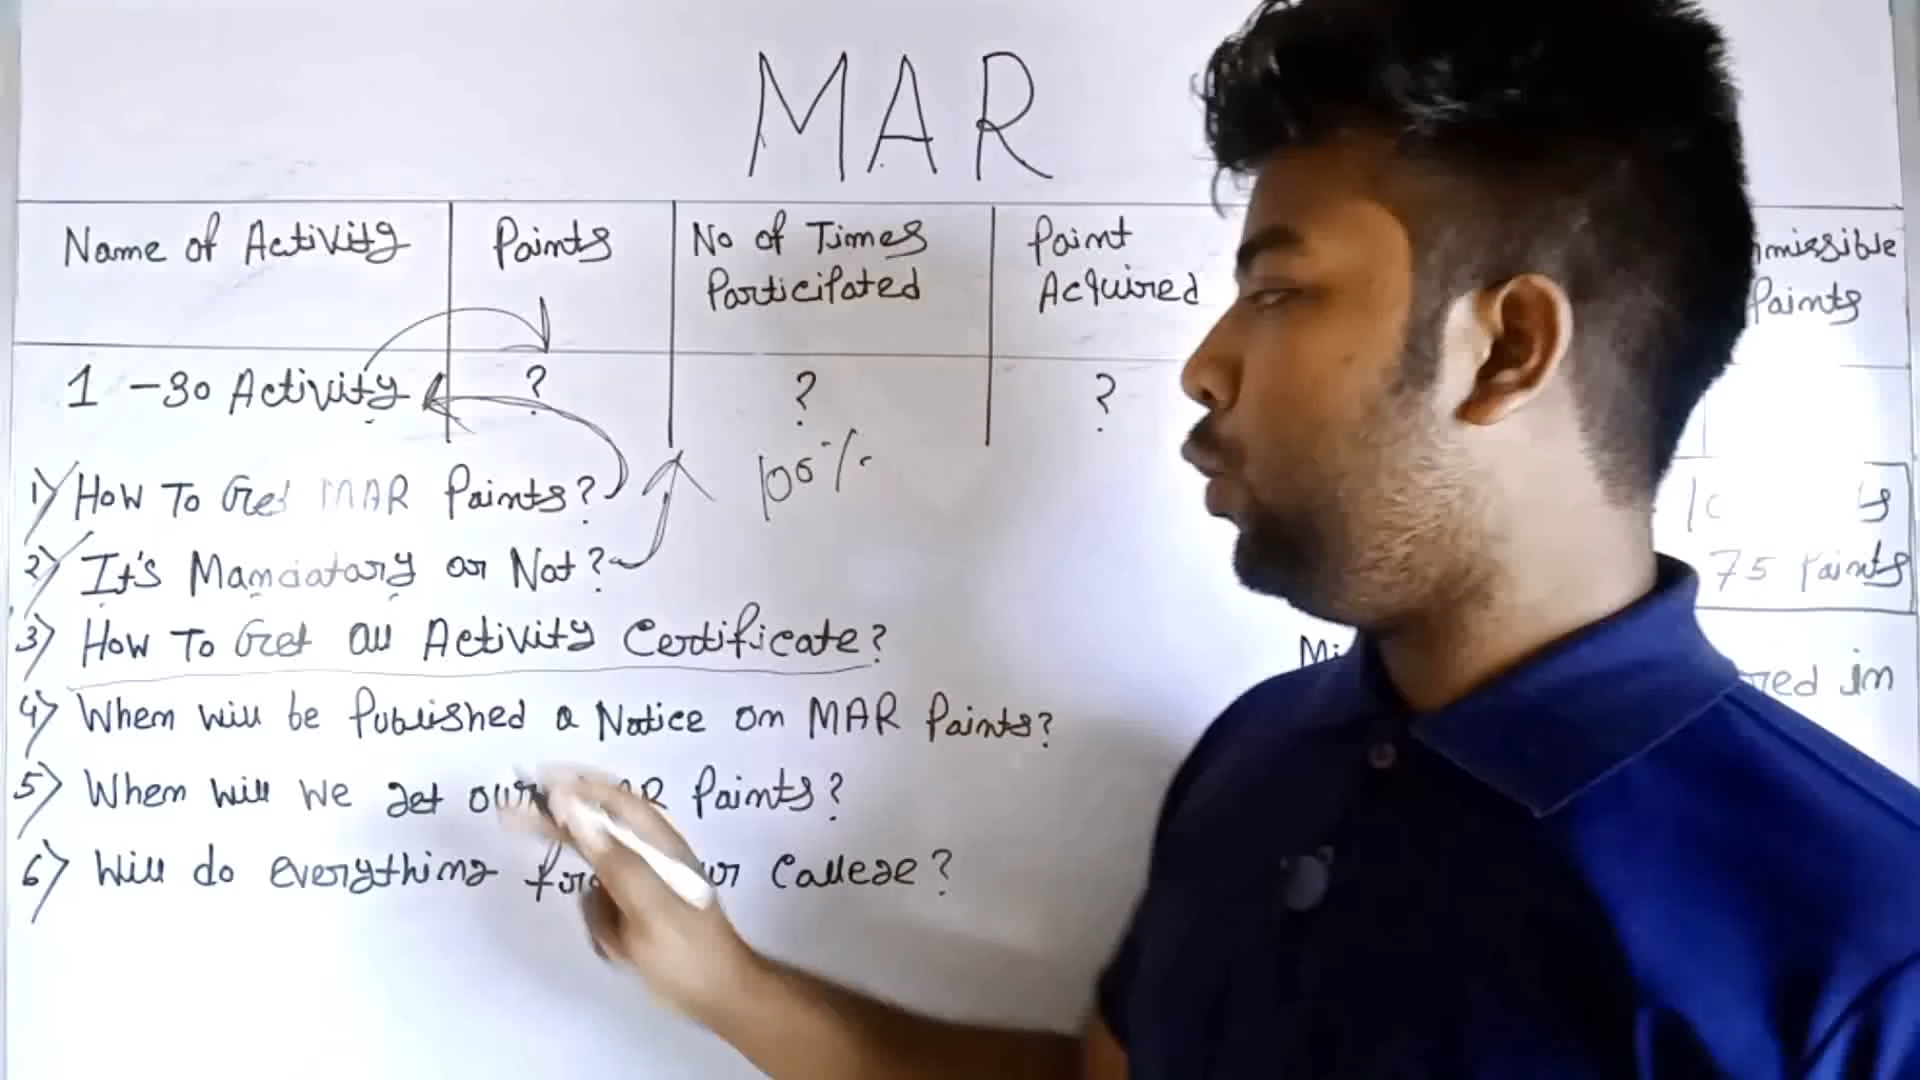 MAR
Name of Activity Points No of Times Participated Point Acquired Points
1 -30 Activity ? ? ?
100%
1) How To Get MAR Points?
2) It's Mandatory or Not?
3) How To Get all Activity Certificate?
4) When will be Published a Notice on MAR Points?
75 Points
5) When will we get our Points?
6) Will do everything College?
in